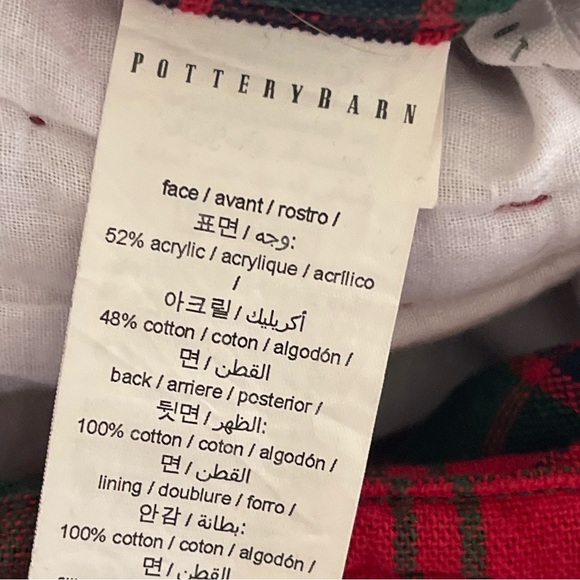 POTTERYBARN
face / avant / rostro /
표면 / وجه:
52% acrylic / acrylique / acrílico
/
아크릴 / أكريليك
48% cotton / coton / algodón /
면 / القطن
back / arriere / posterior /
뒷면 / الظهر:
100% cotton / coton / algodón /
면 / القطن
lining / doublure / forro /
안감 / بطانة:
100% cotton / coton / algodón /
면 / القطن